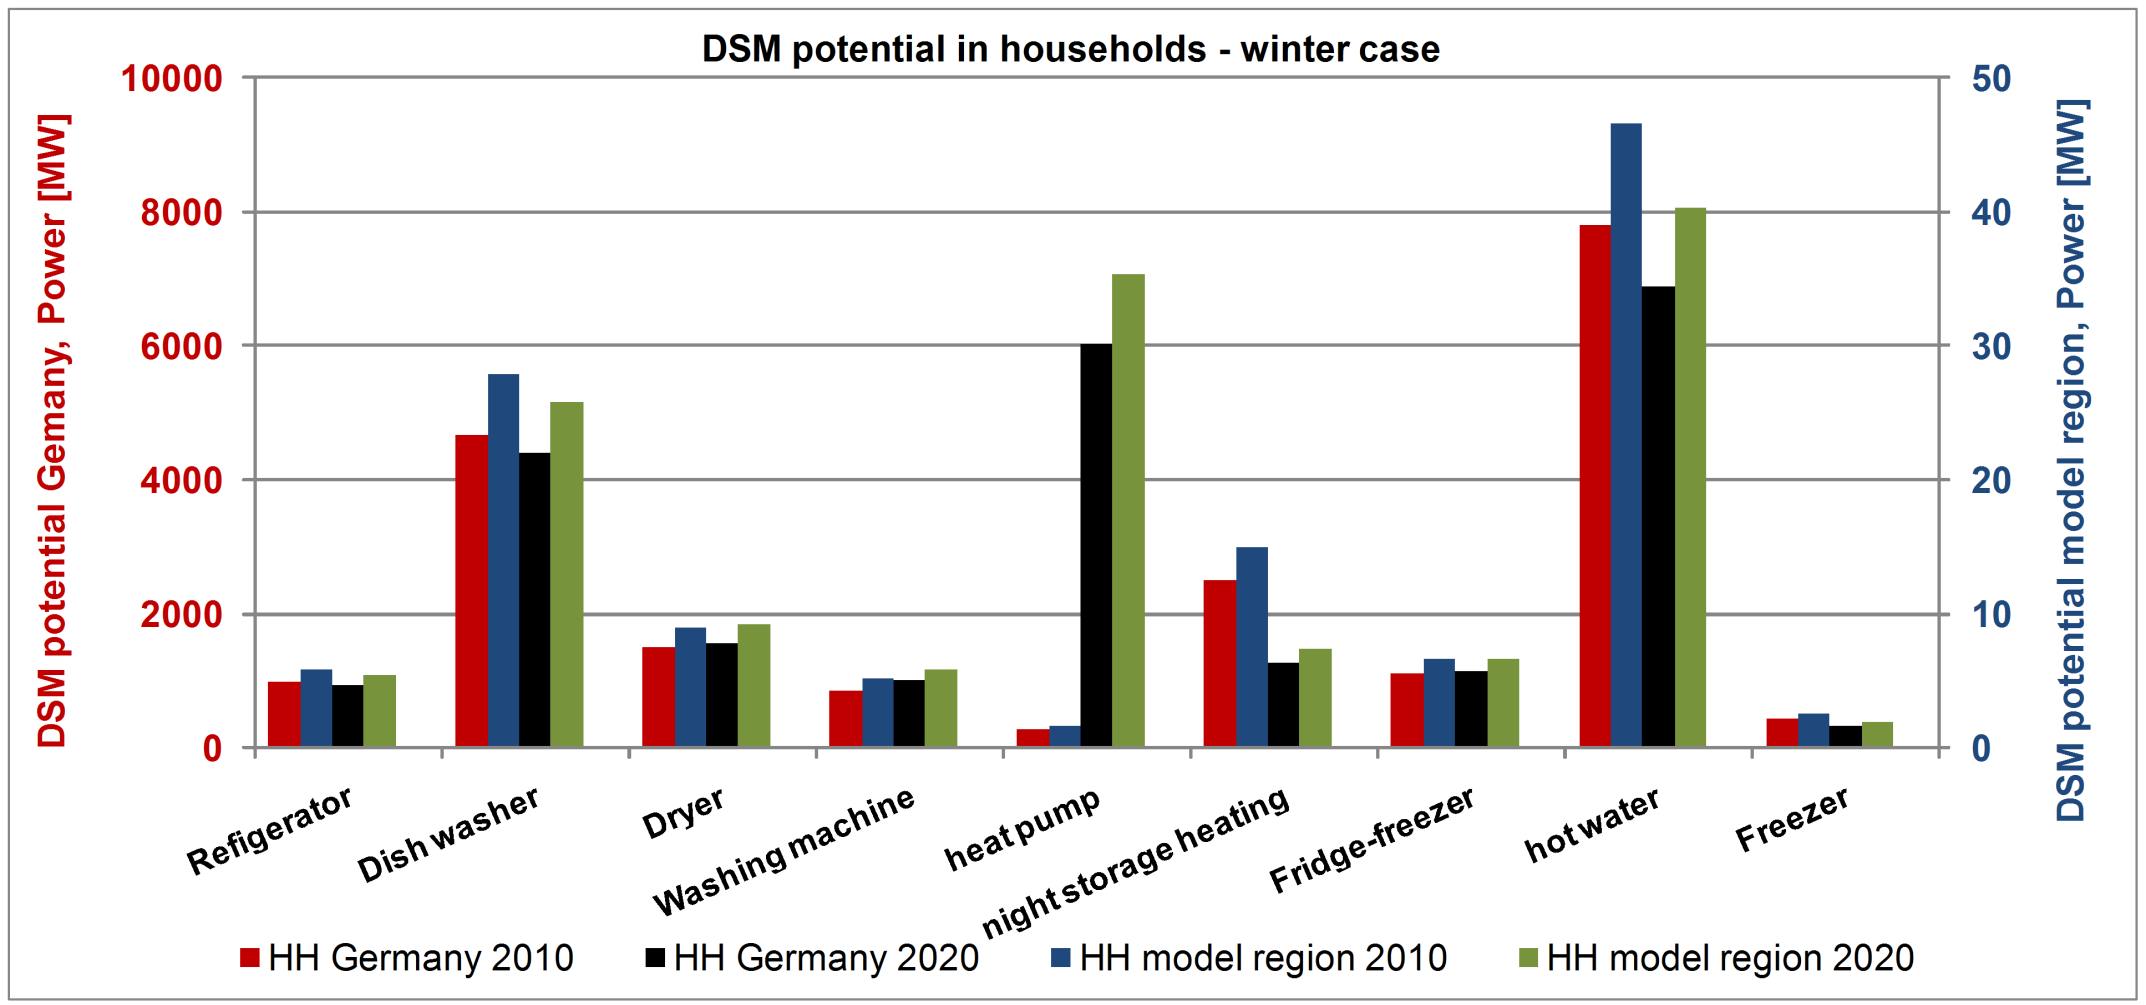 DSM potential in households - winter case
DSM potential Gemany, Power [MW]
10000
8000
6000
4000
2000
0
50
40
30
20
10
0
DSM potential model region, Power [MW]
Refigerator
Dish washer
Dryer
Washing machine
heat pump
night storage heating
Fridge-freezer
hot water
Freezer
HH Germany 2010
HH Germany 2020
HH model region 2010
HH model region 2020